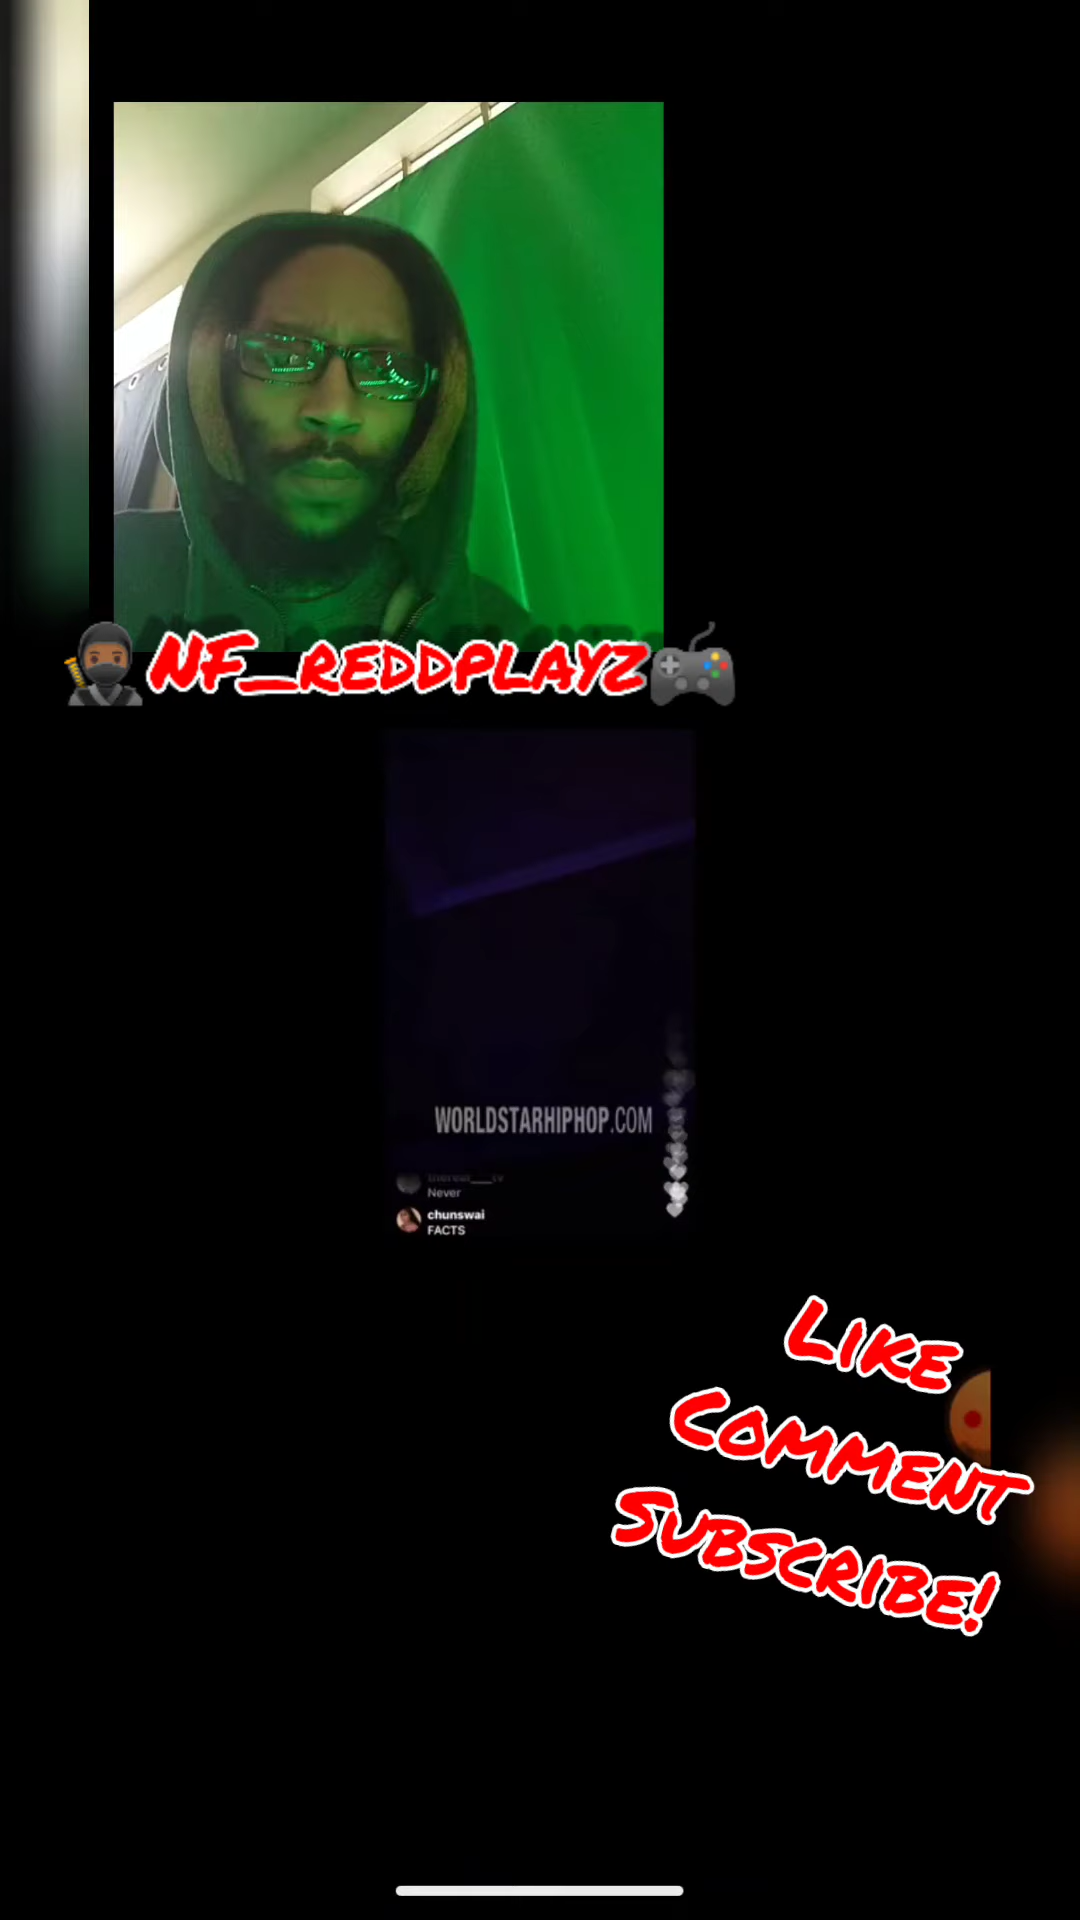 NF_REDDPLAYZ
WORLDSTARHIPHOP.COM
Never
chunswai
FACTS
LIKE
COMMENT
SUBSCRIBE!